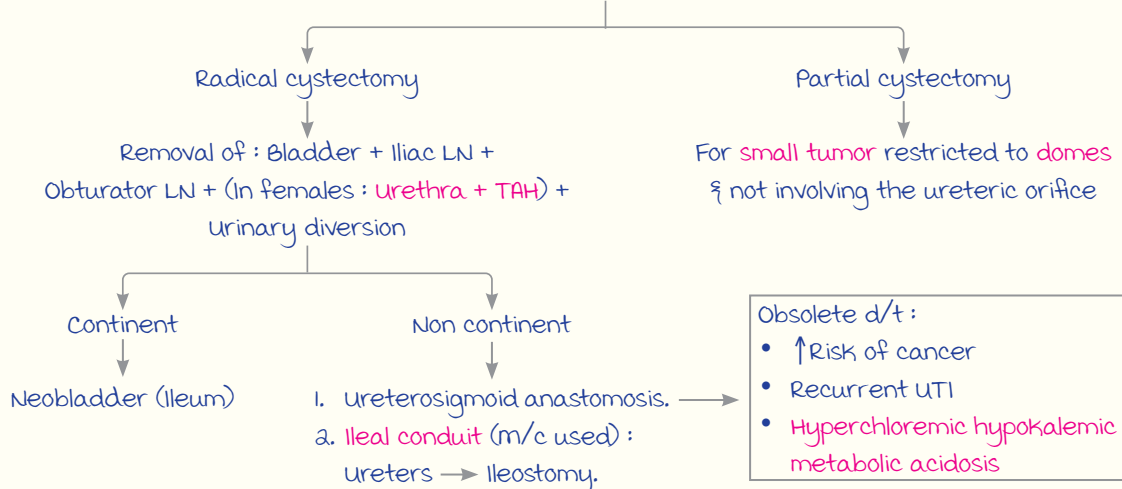 Radical cystectomy
Partial cystectomy
Removal of : Bladder + Iliac LN +
Obturator LN + (In females : Urethra + TAH) +
Urinary diversion
For small tumor restricted to domes
& not involving the ureteric orifice
Continent
Non continent
Neobladder (Ileum)
1. Ureterosigmoid anastomosis.
2. Ileal conduit (m/c used) :
Ureters → Ileostomy.
Obsolete d/t :
• ↑Risk of cancer
• Recurrent UTI
• Hyperchloremic hypokalemic
metabolic acidosis